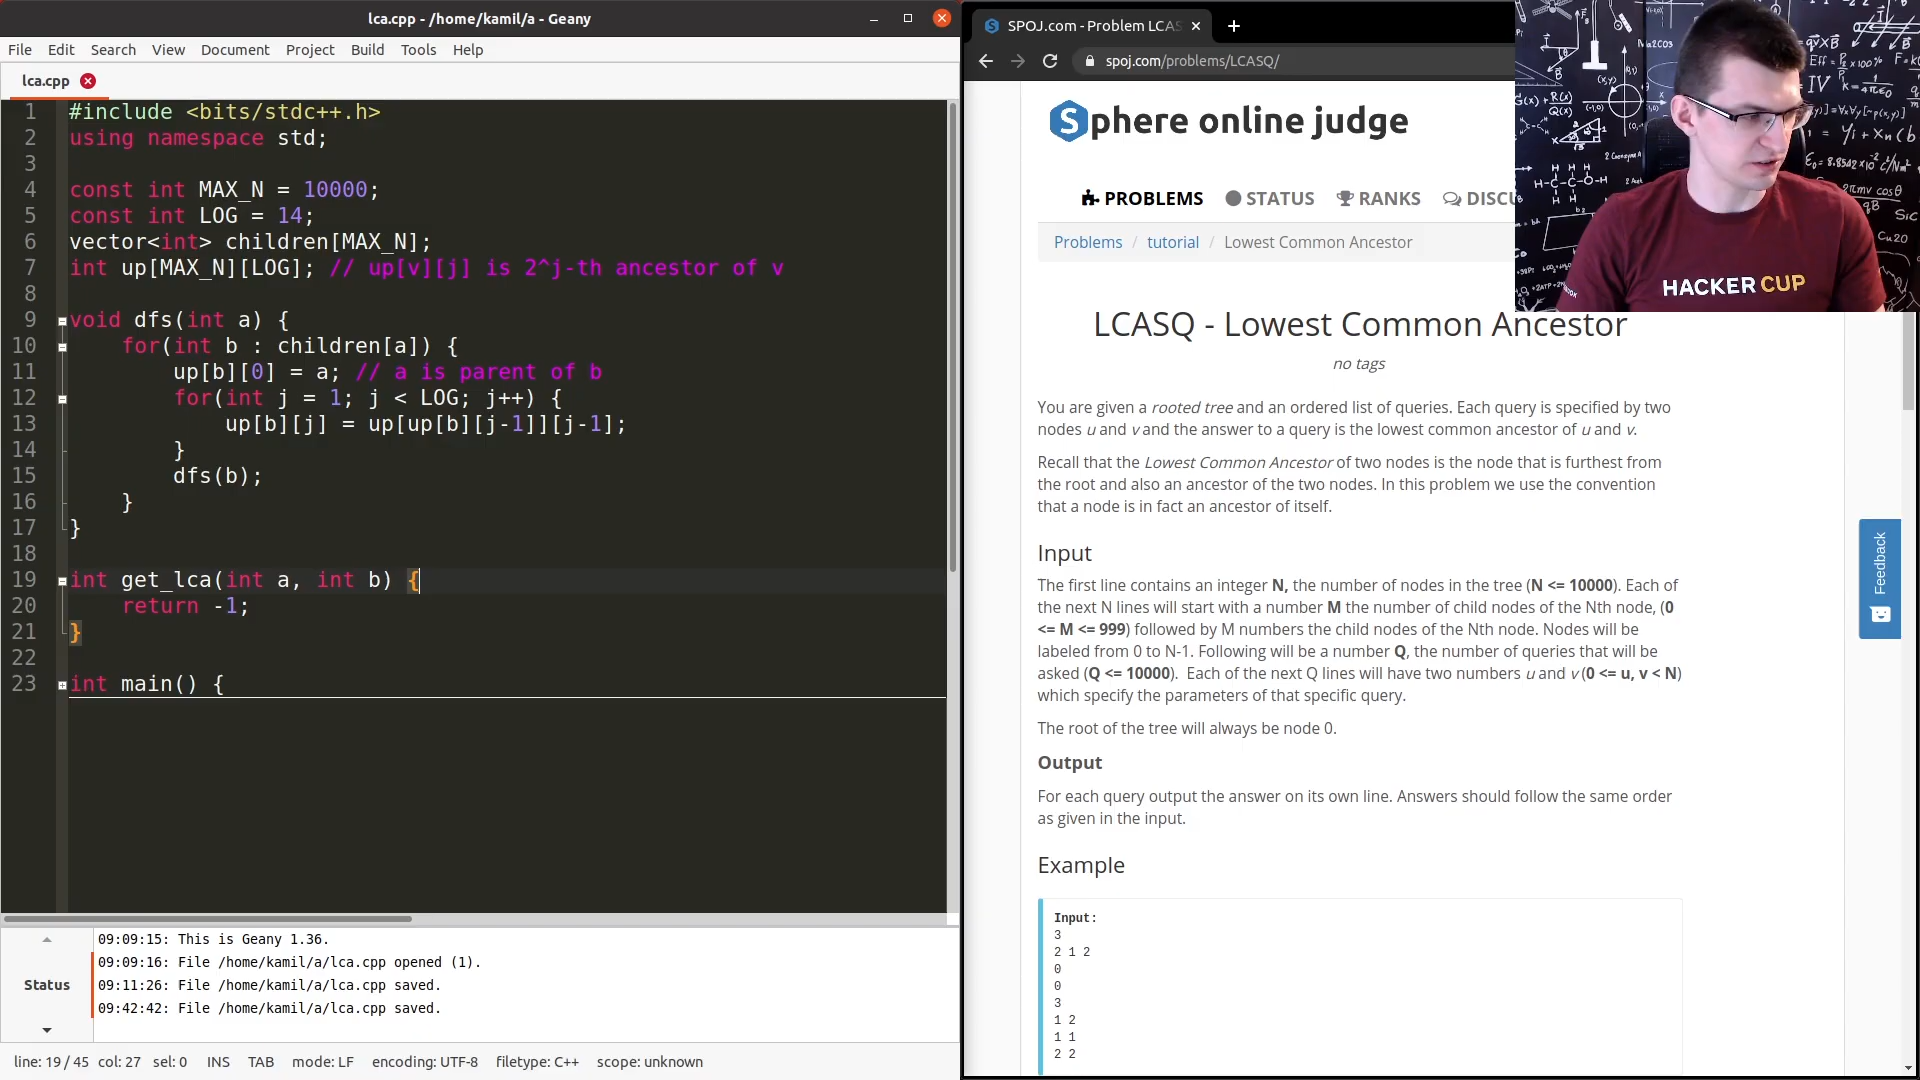 lca.cpp - /home/kamil/a - Geany
File Edit Search View Document Project Build Tools Help
lca.cpp
1 #include <bits/stdc++.h>
2 using namespace std;
3
4 const int MAX_N = 10000;
5 const int LOG = 14;
6 vector<int> children[MAX_N];
7 int up[MAX_N][LOG]; // up[v][j] is 2^j-th ancestor of v
8
9 void dfs(int a) {
10 for(int b : children[a]) {
11 up[b][0] = a; // a is parent of b
12 for(int j = 1; j < LOG; j++) {
13 up[b][j] = up[up[b][j-1]][j-1];
14 }
15 dfs(b);
16 }
17 }
18
19 int get_lca(int a, int b) {
20 return -1;
21 }
22
23 int main() {
Status
09:09:15: This is Geany 1.36.
09:09:16: File /home/kamil/a/lca.cpp opened (1).
09:11:26: File /home/kamil/a/lca.cpp saved.
09:42:42: File /home/kamil/a/lca.cpp saved.
line: 19 / 45 col: 27 sel: 0 INS TAB mode: LF encoding: UTF-8 filetype: C++ scope: unknown
SPOJ.com - Problem LCAS
spoj.com/problems/LCASQ/
Sphere online judge
PROBLEMS STATUS RANKS DISCU
Problems / tutorial / Lowest Common Ancestor
HACKER CUP
LCASQ - Lowest Common Ancestor
no tags
You are given a rooted tree and an ordered list of queries. Each query is specified by two
nodes u and v and the answer to a query is the lowest common ancestor of u and v.
Recall that the Lowest Common Ancestor of two nodes is the node that is furthest from
the root and also an ancestor of the two nodes. In this problem we use the convention
that a node is in fact an ancestor of itself.
Input
The first line contains an integer N, the number of nodes in the tree (N <= 10000). Each of
the next N lines will start with a number M the number of child nodes of the Nth node, (0
<= M <= 999) followed by M numbers the child nodes of the Nth node. Nodes will be
labeled from 0 to N-1. Following will be a number Q, the number of queries that will be
asked (Q <= 10000). Each of the next Q lines will have two numbers u and v (0 <= u, v < N)
which specify the parameters of that specific query.
The root of the tree will always be node 0.
Output
For each query output the answer on its own line. Answers should follow the same order
as given in the input.
Example
Input:
3
2 1 2
0
0
3
1 2
1 1
2 2
Feedback